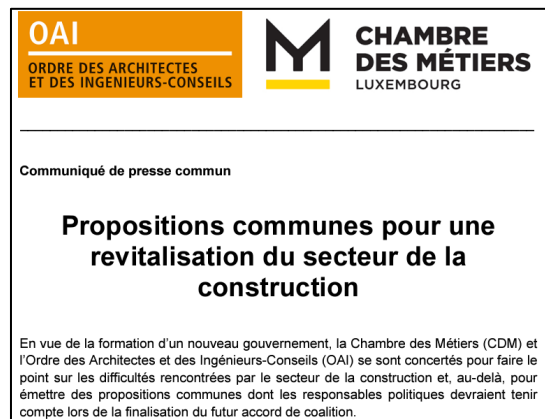 OAI
ORDRE DES ARCHITECTES
ET DES INGENIEURS-CONSEILS
CHAMBRE
DES MÉTIERS
LUXEMBOURG
Communiqué de presse commun
Propositions communes pour une
revitalisation du secteur de la
construction
En vue de la formation d’un nouveau gouvernement, la Chambre des Métiers (CDM) et
l’Ordre des Architectes et des Ingénieurs-Conseils (OAI) se sont concertés pour faire le
point sur les difficultés rencontrées par le secteur de la construction et, au-delà, pour
émettre des propositions communes dont les responsables politiques devraient tenir
compte lors de la finalisation du futur accord de coalition.